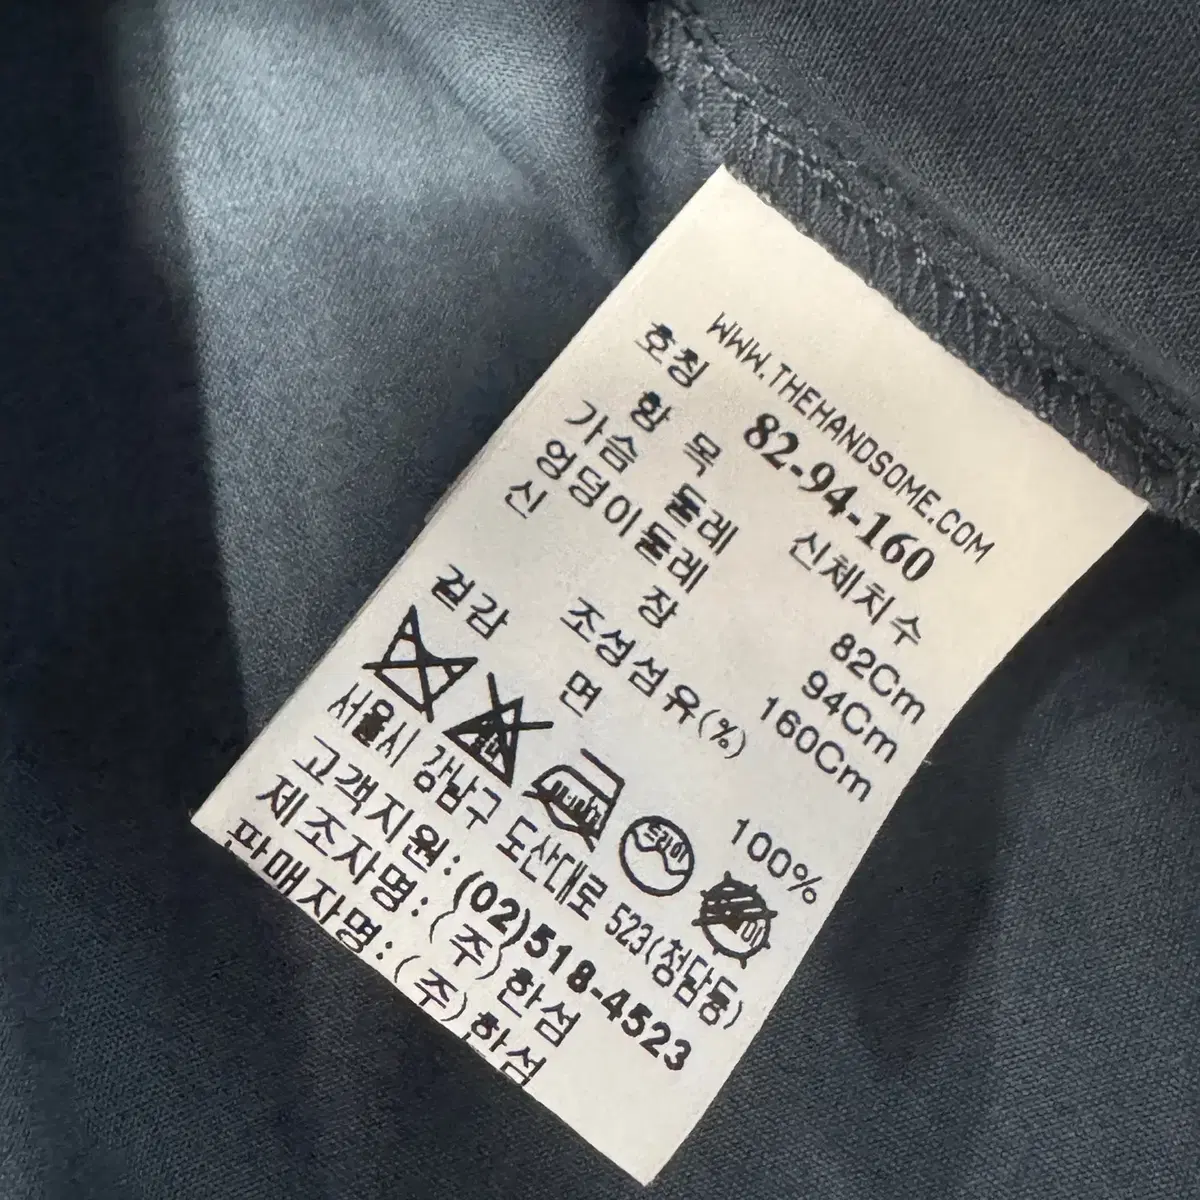 WWW.THEHANDSOME.COM
호칭 82-94-160
항 목 신체치수
가슴 둘레 82Cm
엉덩이둘레 94Cm
신 장 160Cm
겉감 조성섬유(%)
면 100%
드라이
서울시 강남구 도산대로 523(청담동)
고객지원:(02)518-4523
제조자명:(주)한섬
판매자명:(주)한섬